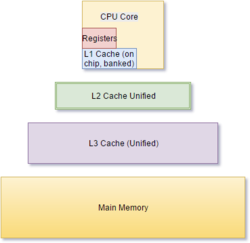 CPU Core
Registers
L1 Cache (on
chip, banked)
L2 Cache Unified
L3 Cache (Unified)
Main Memory